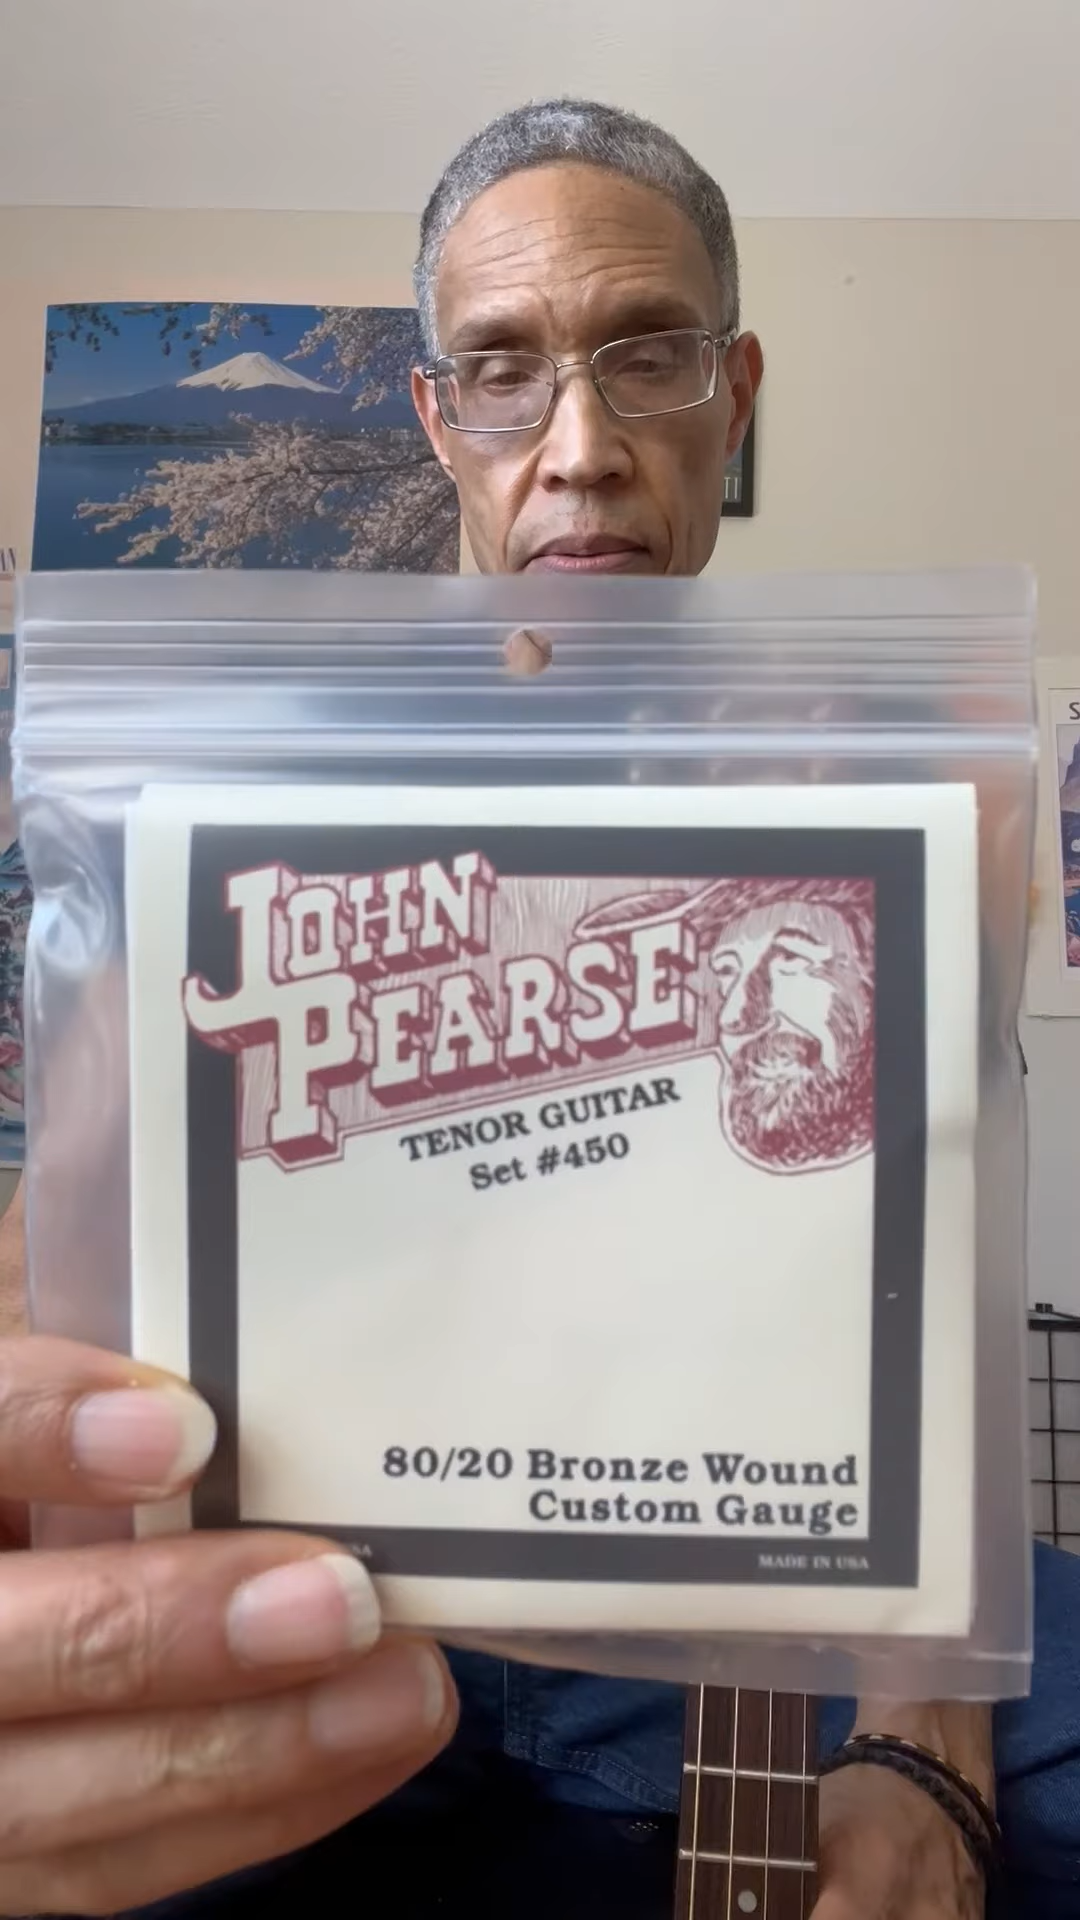 JOHN
PEARSE
TENOR GUITAR
Set #450
80/20 Bronze Wound
Custom Gauge
MADE IN USA